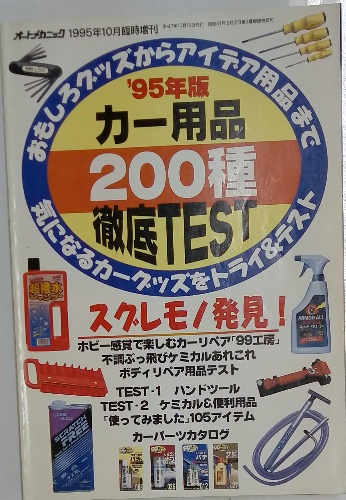 オートメカニック 1995年10月臨時増刊
おもしろグッズからアイデア用品まで
'95年版
カー用品
200種
徹底TEST
気になるカーグッズをトライ&テスト
スグレモノ発見!
ホビー感覚で楽しむカーリペア「99工房」
不調ぶっ飛びケミカルあれこれ
ボディリペア用品テスト
TEST-1 ハンドツール
TEST-2 ケミカル&便利用品
「使ってみました」105アイテム
カーパーツカタログ
超撥水
ARMOR ALL
SCRATCH
FREE